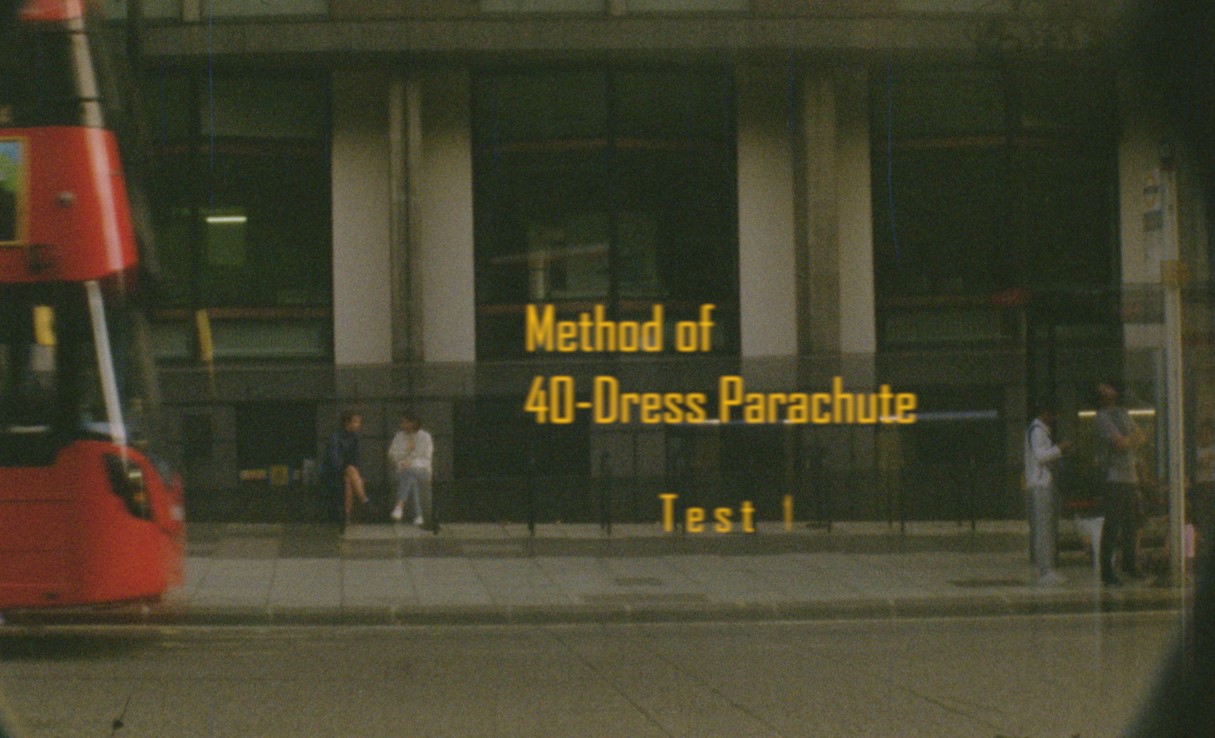 Method of
40-Dress Parachute
Test 1